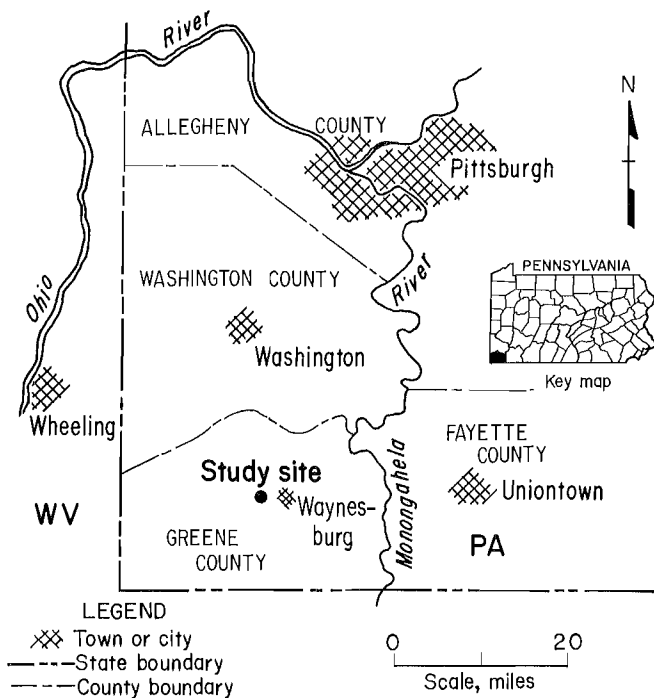 River
ALLEGHENY COUNTY
Pittsburgh
N
PENNSYLVANIA
Key map
WASHINGTON COUNTY
River
Ohio
Washington
Wheeling
FAYETTE
COUNTY
Study site
Waynes-
burg
Uniontown
Monongahela
WV
GREENE
COUNTY
PA
LEGEND
Town or city
State boundary
County boundary
0 20
Scale, miles